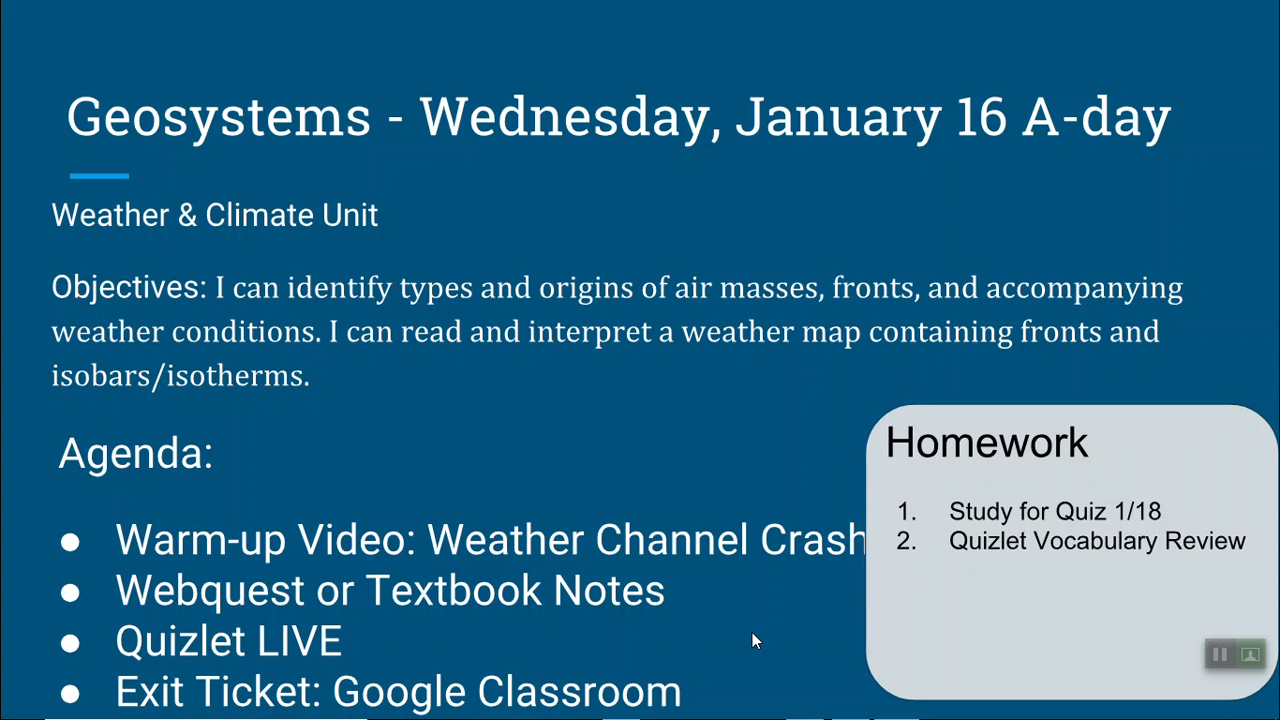 Geosystems - Wednesday, January 16 A-day
Weather & Climate Unit
Objectives: I can identify types and origins of air masses, fronts, and accompanying
weather conditions. I can read and interpret a weather map containing fronts and
isobars/isotherms.
Agenda:
● Warm-up Video: Weather Channel Crash
● Webquest or Textbook Notes
● Quizlet LIVE
● Exit Ticket: Google Classroom
Homework
1. Study for Quiz 1/18
2. Quizlet Vocabulary Review